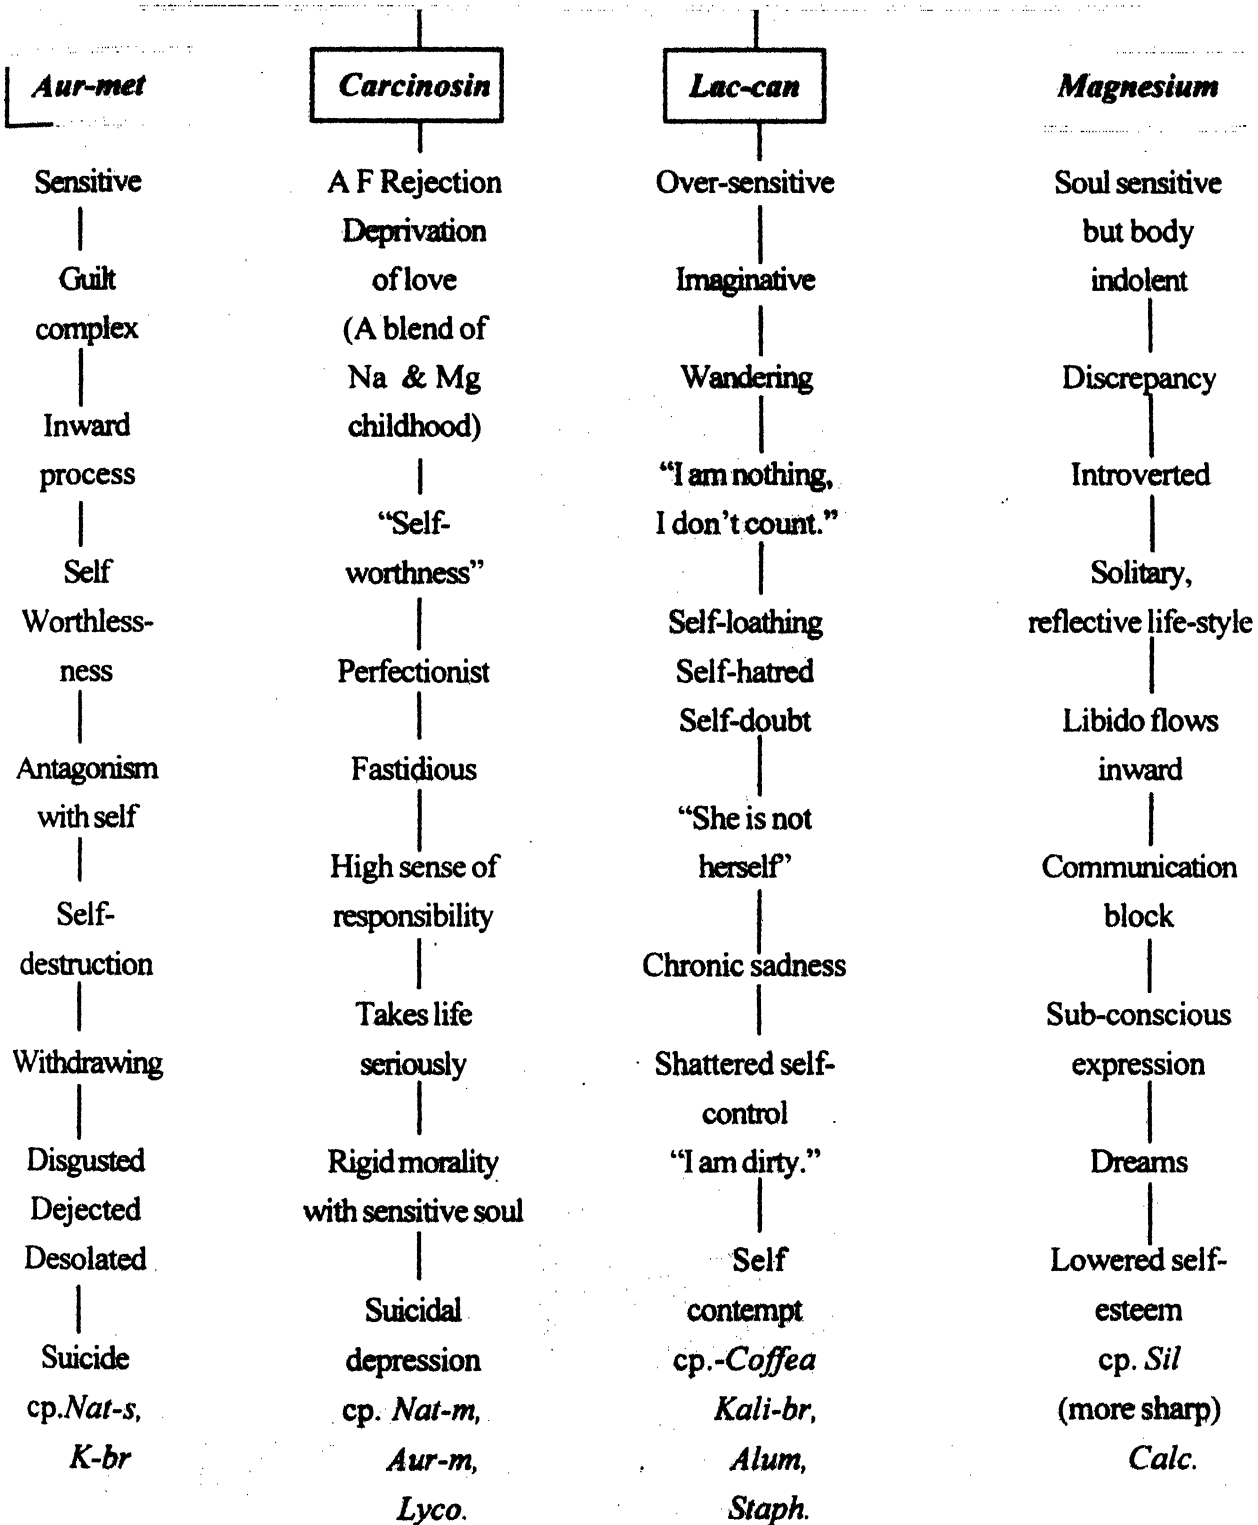 Aur-met
Sensitive
Guilt
complex
Inward
process
Self
Worthless-
ness
Antagonism
with self
Self-
destruction
Withdrawing
Disgusted
Dejected
Desolated
Suicide
cp.Nat-s,
K-br
Carcinosin
A F Rejection
Deprivation
of love
(A blend of
Na & Mg
childhood)
“Self-
worthness”
Perfectionist
Fastidious
High sense of
responsibility
Takes life
seriously
Rigid morality
with sensitive soul
Suicidal
depression
cp. Nat-m,
Aur-m,
Lyco.
Lac-can
Over-sensitive
Imaginative
Wandering
“I am nothing,
I don’t count.”
Self-loathing
Self-hatred
Self-doubt
“She is not
herself”
Chronic sadness
Shattered self-
control
“I am dirty.”
Self
contempt
cp.-Coffea
Kali-br,
Alum,
Staph.
Magnesium
Soul sensitive
but body
indolent
Discrepancy
Introverted
Solitary,
reflective life-style
Libido flows
inward
Communication
block
Sub-conscious
expression
Dreams
Lowered self-
esteem
cp. Sil
(more sharp)
Calc.